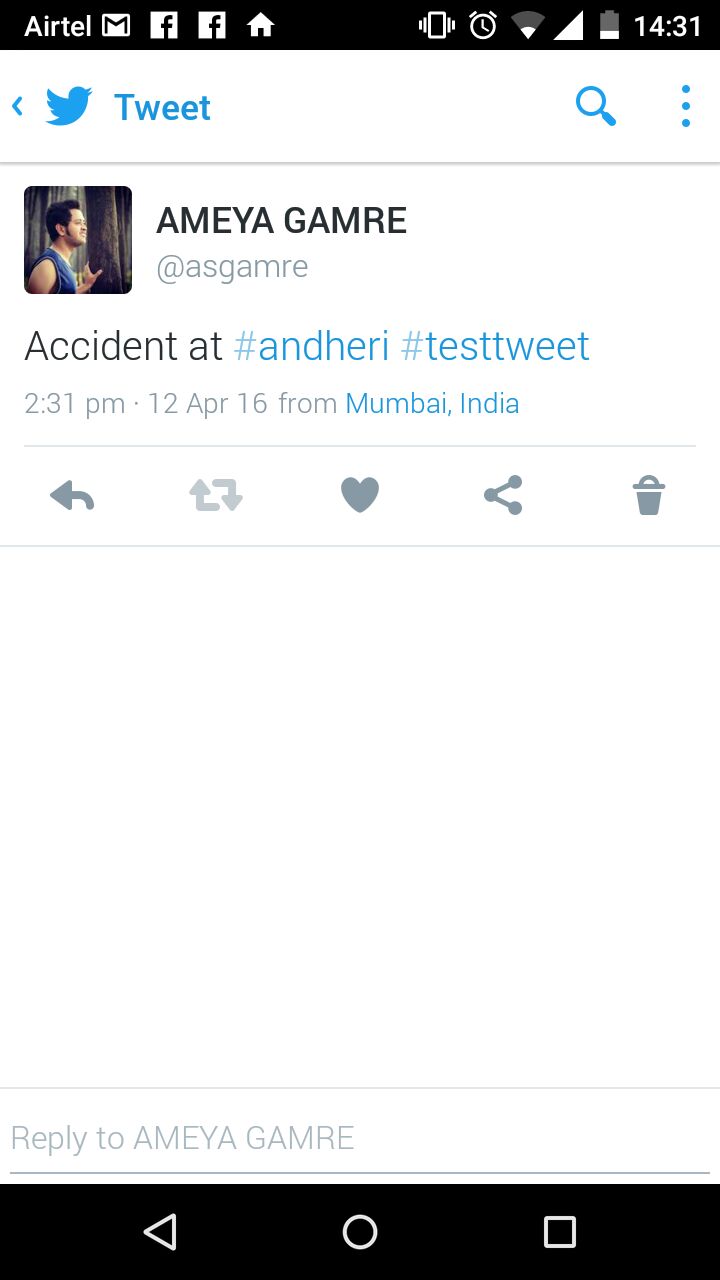 Airtel 14:31
Tweet
AMEYA GAMRE
@asgamre
Accident at #andheri #testtweet
2:31 pm · 12 Apr 16 from Mumbai, India
Reply to AMEYA GAMRE